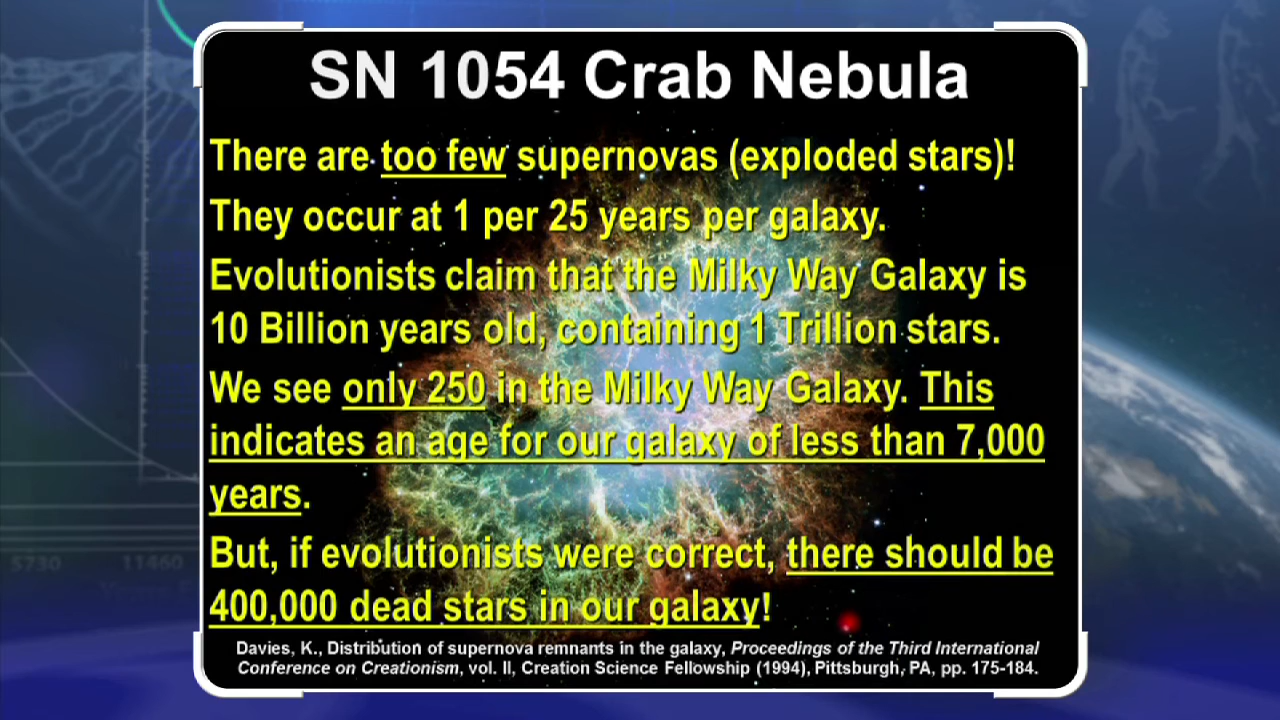 SN 1054 Crab Nebula
There are too few supernovas (exploded stars)!
They occur at 1 per 25 years per galaxy.
Evolutionists claim that the Milky Way Galaxy is
10 Billion years old, containing 1 Trillion stars.
We see only 250 in the Milky Way Galaxy. This
indicates an age for our galaxy of less than 7,000
years.
But, if evolutionists were correct, there should be
400,000 dead stars in our galaxy!
Davies, K., Distribution of supernova remnants in the galaxy, Proceedings of the Third International
Conference on Creationism, vol. II, Creation Science Fellowship (1994), Pittsburgh, PA, pp. 175-184.
5730 11460